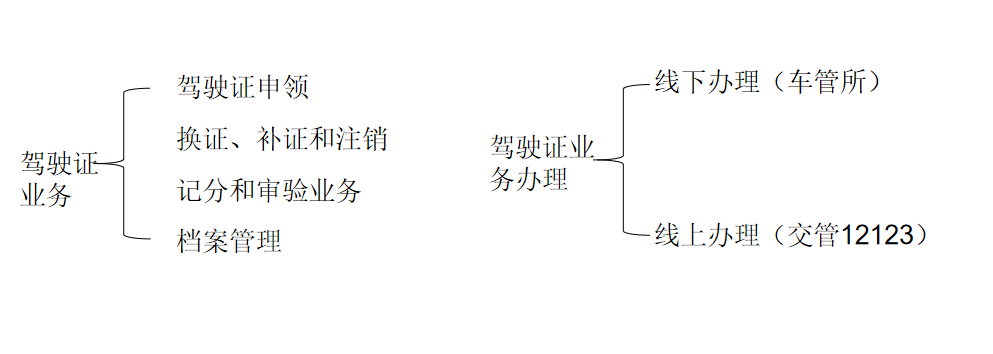 驾驶证
业务
驾驶证申领
换证、补证和注销
记分和审验业务
档案管理
驾驶证业
务办理
线下办理（车管所）
线上办理（交管12123）